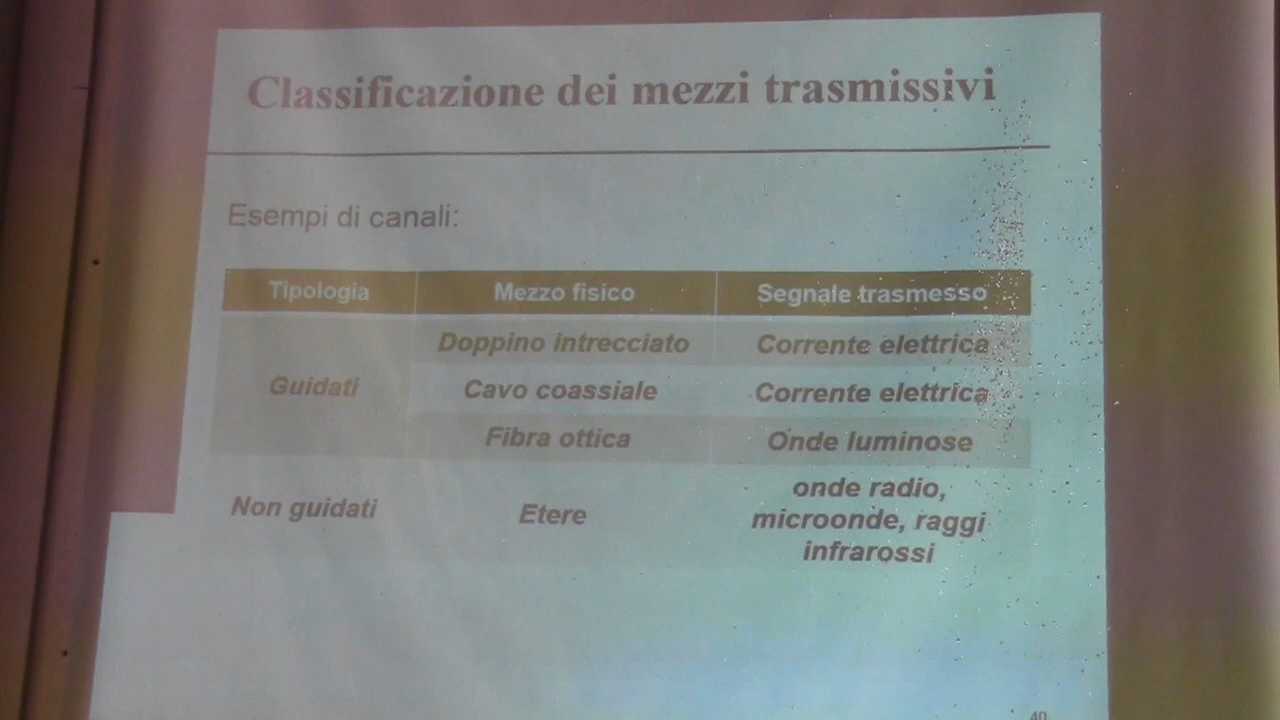 Classificazione dei mezzi trasmissivi
Esempi di canali:
Tipologia Mezzo fisico Segnale trasmesso
Doppino intrecciato Corrente elettrica
Guidati Cavo coassiale Corrente elettrica
Fibra ottica Onde luminose
Non guidati Etere onde radio,
microonde, raggi
infrarossi
40